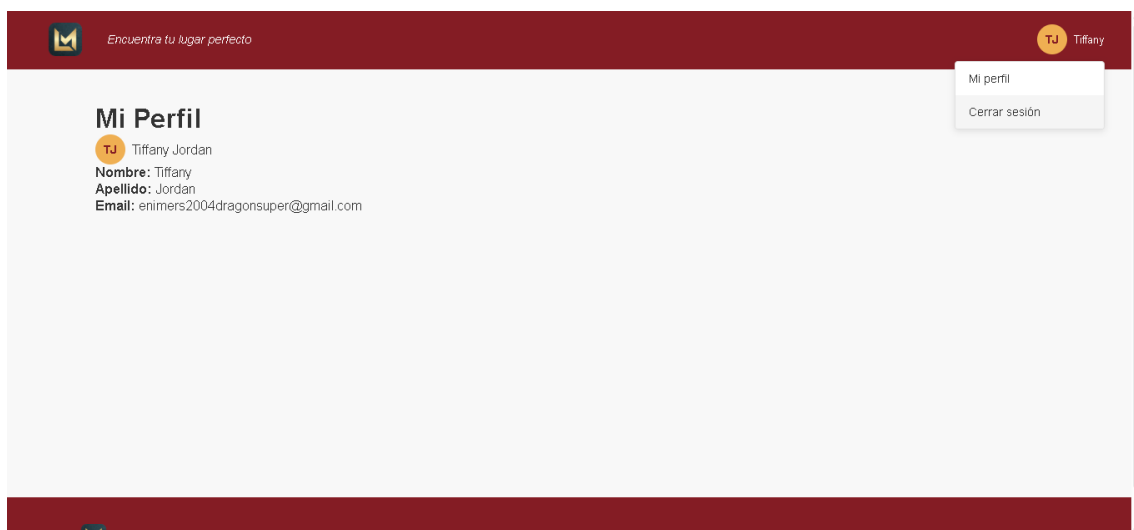 Encuentra tu lugar perfecto
TJ Tiffany
Mi perfil
Cerrar sesión
Mi Perfil
TJ Tiffany Jordan
Nombre: Tiffany
Apellido: Jordan
Email: enimers2004dragonsuper@gmail.com